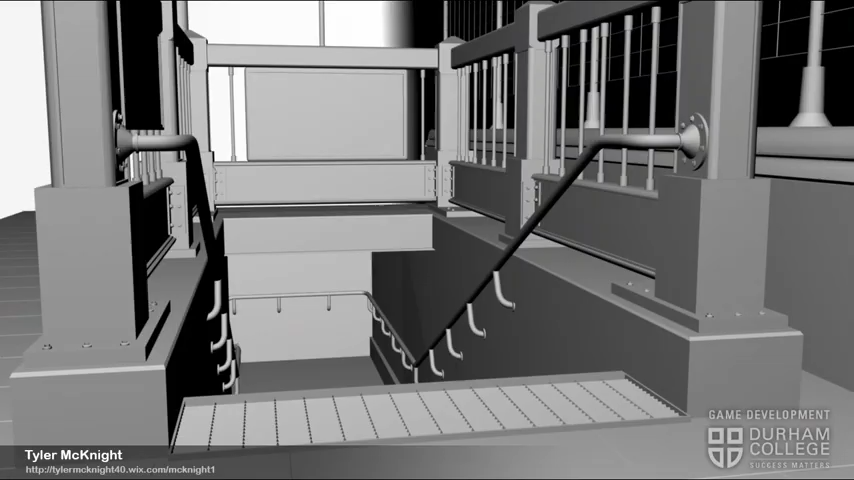 GAME DEVELOPMENT
DURHAM
COLLEGE
SUCCESS MATTERS
Tyler McKnight
http://tylermcknight40.wix.com/mcknight1